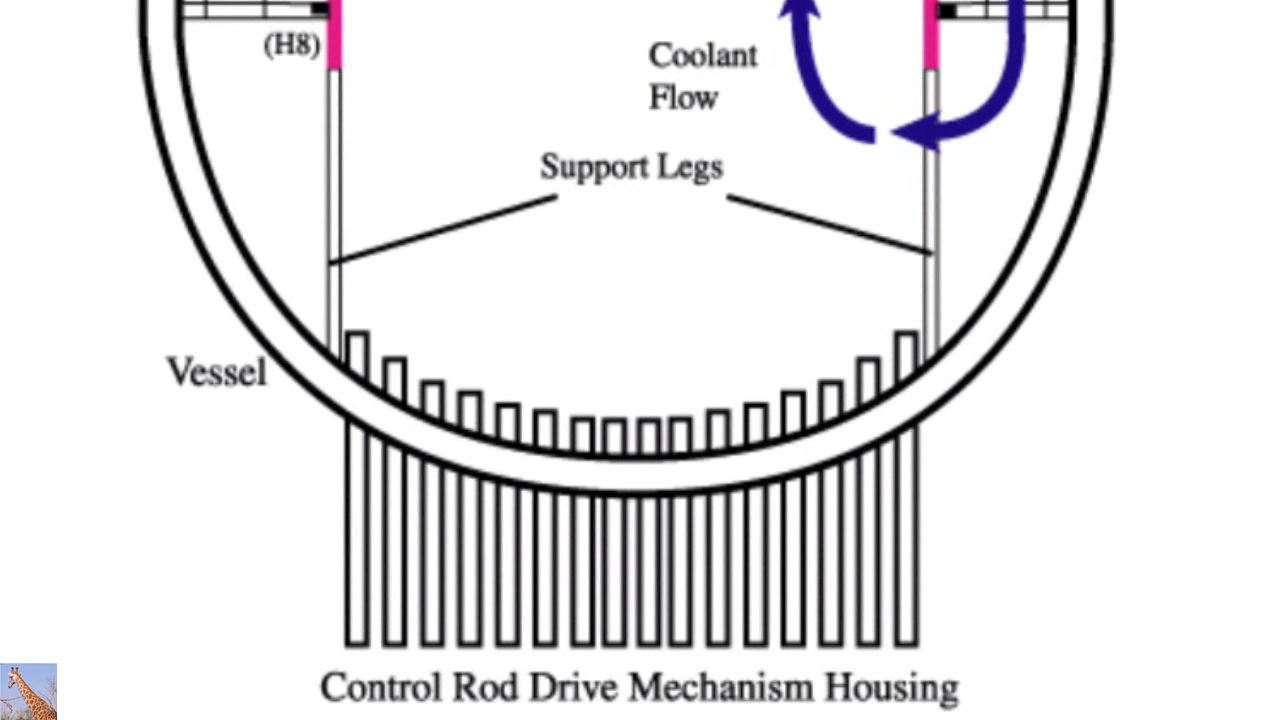 (H8)
Coolant
Flow
Support Legs
Vessel
Control Rod Drive Mechanism Housing